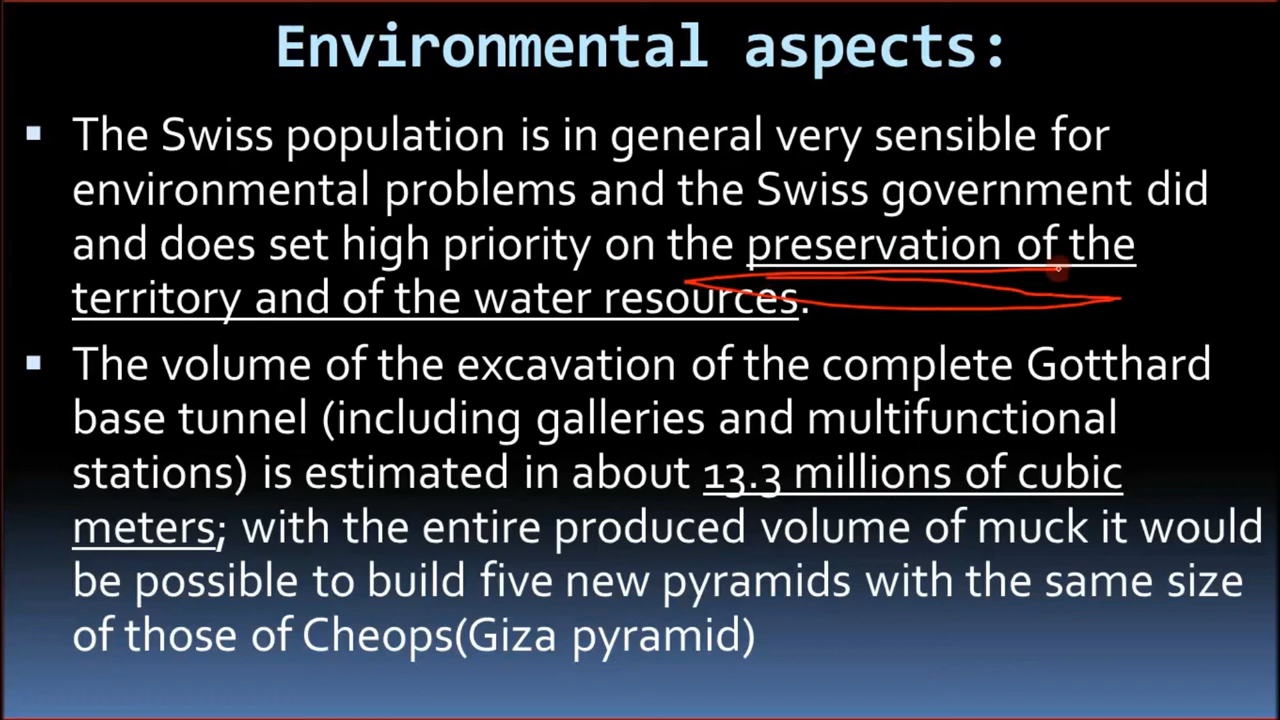 Environmental aspects:
The Swiss population is in general very sensible for
environmental problems and the Swiss government did
and does set high priority on the preservation of the
territory and of the water resources.
The volume of the excavation of the complete Gotthard
base tunnel (including galleries and multifunctional
stations) is estimated in about 13.3 millions of cubic
meters; with the entire produced volume of muck it would
be possible to build five new pyramids with the same size
of those of Cheops(Giza pyramid)